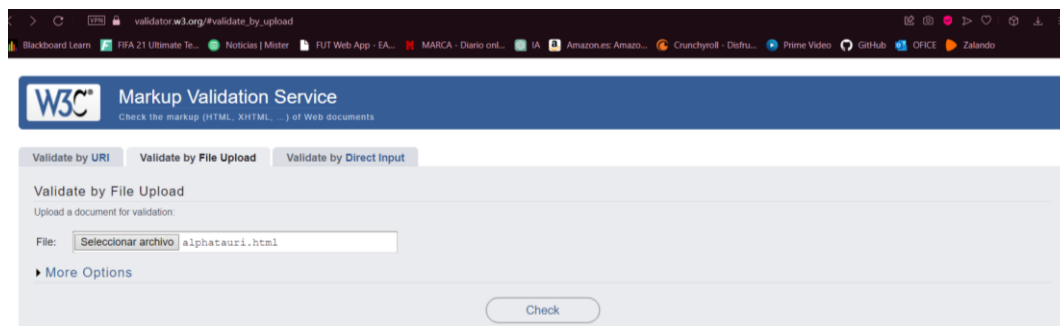 VPN validator.w3.org/#validate_by_upload
Blackboard Learn FIFA 21 Ultimate Te... Noticias | Mister FUT Web App - EA... MARCA - Diario onl... IA Amazon.es: Amazo... Crunchyroll - Disfru... Prime Video GitHub OFICE Zalando
W3C® Markup Validation Service
Check the markup (HTML, XHTML, ...) of Web documents
Validate by URI Validate by File Upload Validate by Direct Input
Validate by File Upload
Upload a document for validation:
File: Seleccionar archivo alphatauri.html
More Options
Check